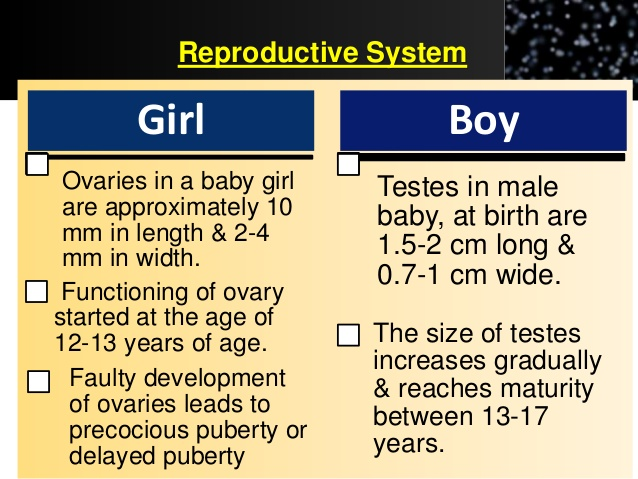 Reproductive System
Girl
Ovaries in a baby girl
are approximately 10
mm in length & 2-4
mm in width.
Functioning of ovary
started at the age of
12-13 years of age.
Faulty development
of ovaries leads to
precocious puberty or
delayed puberty
Boy
Testes in male
baby, at birth are
1.5-2 cm long &
0.7-1 cm wide.
The size of testes
increases gradually
& reaches maturity
between 13-17
years.